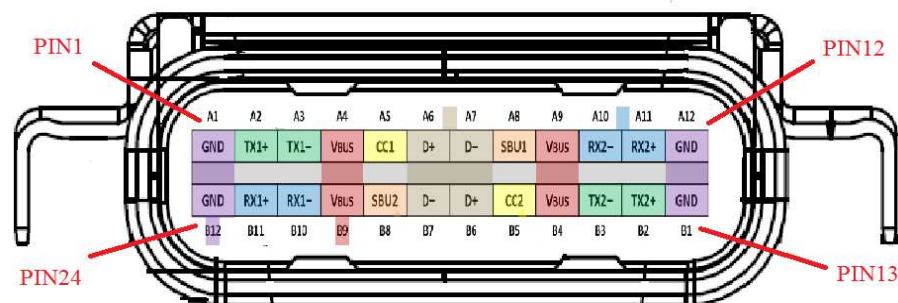 PIN1 PIN12
A1 A2 A3 A4 A5 A6 A7 A8 A9 A10 A11 A12
GND TX1+ TX1− VBUS CC1 D+ D− SBU1 VBUS RX2− RX2+ GND
GND RX1+ RX1− VBUS SBU2 D− D+ CC2 VBUS TX2− TX2+ GND
B12 B11 B10 B9 B8 B7 B6 B5 B4 B3 B2 B1
PIN24 PIN13